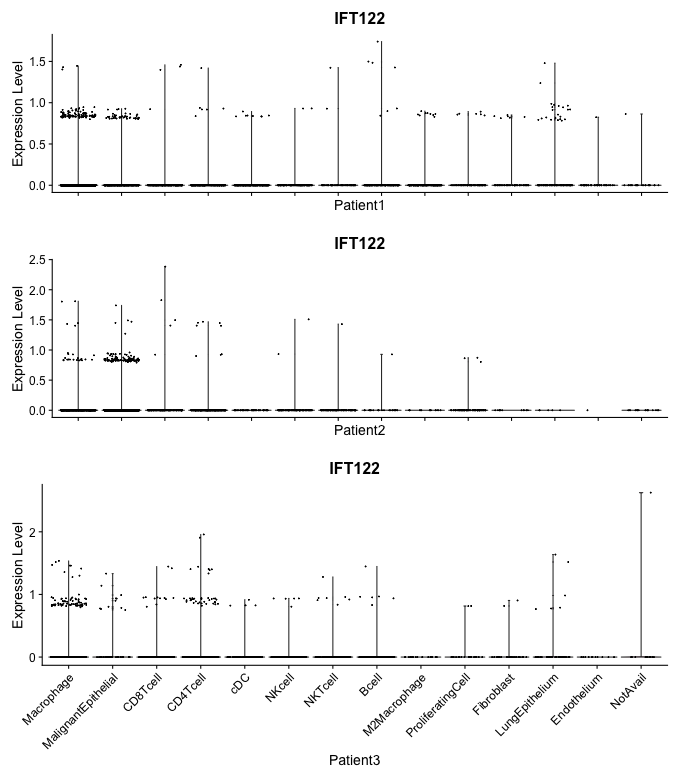 IFT122
Expression Level
1.5
1.0
0.5
0.0
Patient1
IFT122
Expression Level
2.5
2.0
1.5
1.0
0.5
0.0
Patient2
IFT122
Expression Level
2
1
0
Macrophage
MalignantEpithelial
CD8Tcell
CD4Tcell
cDC
NKcell
NKTcell
Bcell
M2Macrophage
ProliferatingCell
Fibroblast
LungEpithelium
Endothelium
NotAvail
Patient3